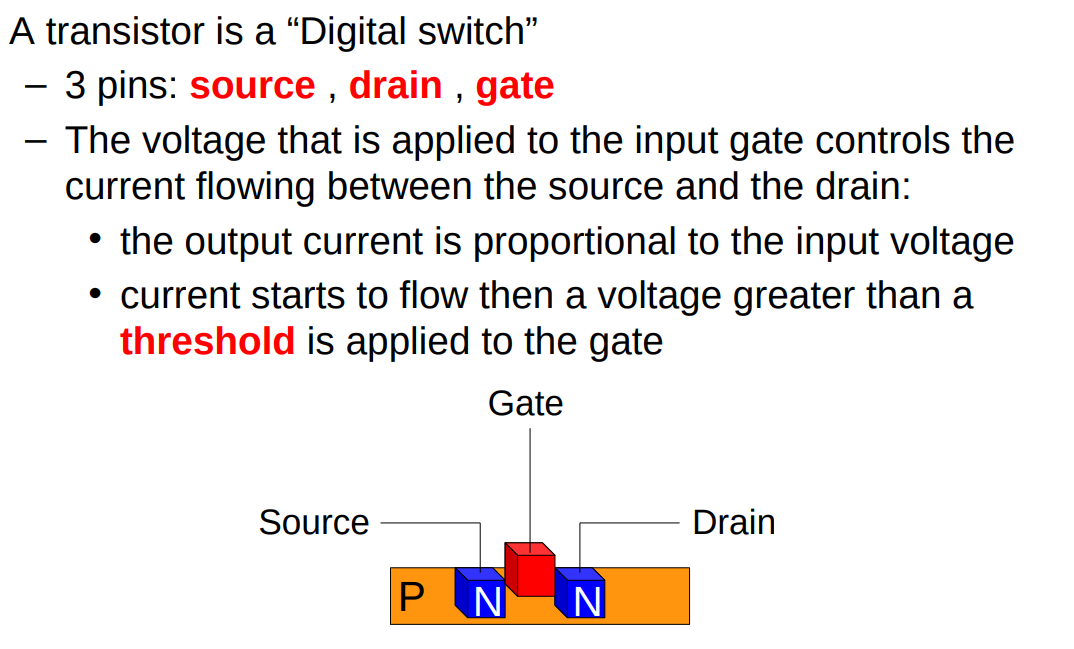 A transistor is a “Digital switch”
– 3 pins: source , drain , gate
– The voltage that is applied to the input gate controls the
current flowing between the source and the drain:
• the output current is proportional to the input voltage
• current starts to flow then a voltage greater than a
threshold is applied to the gate
Gate
Source
Drain
P
N
N